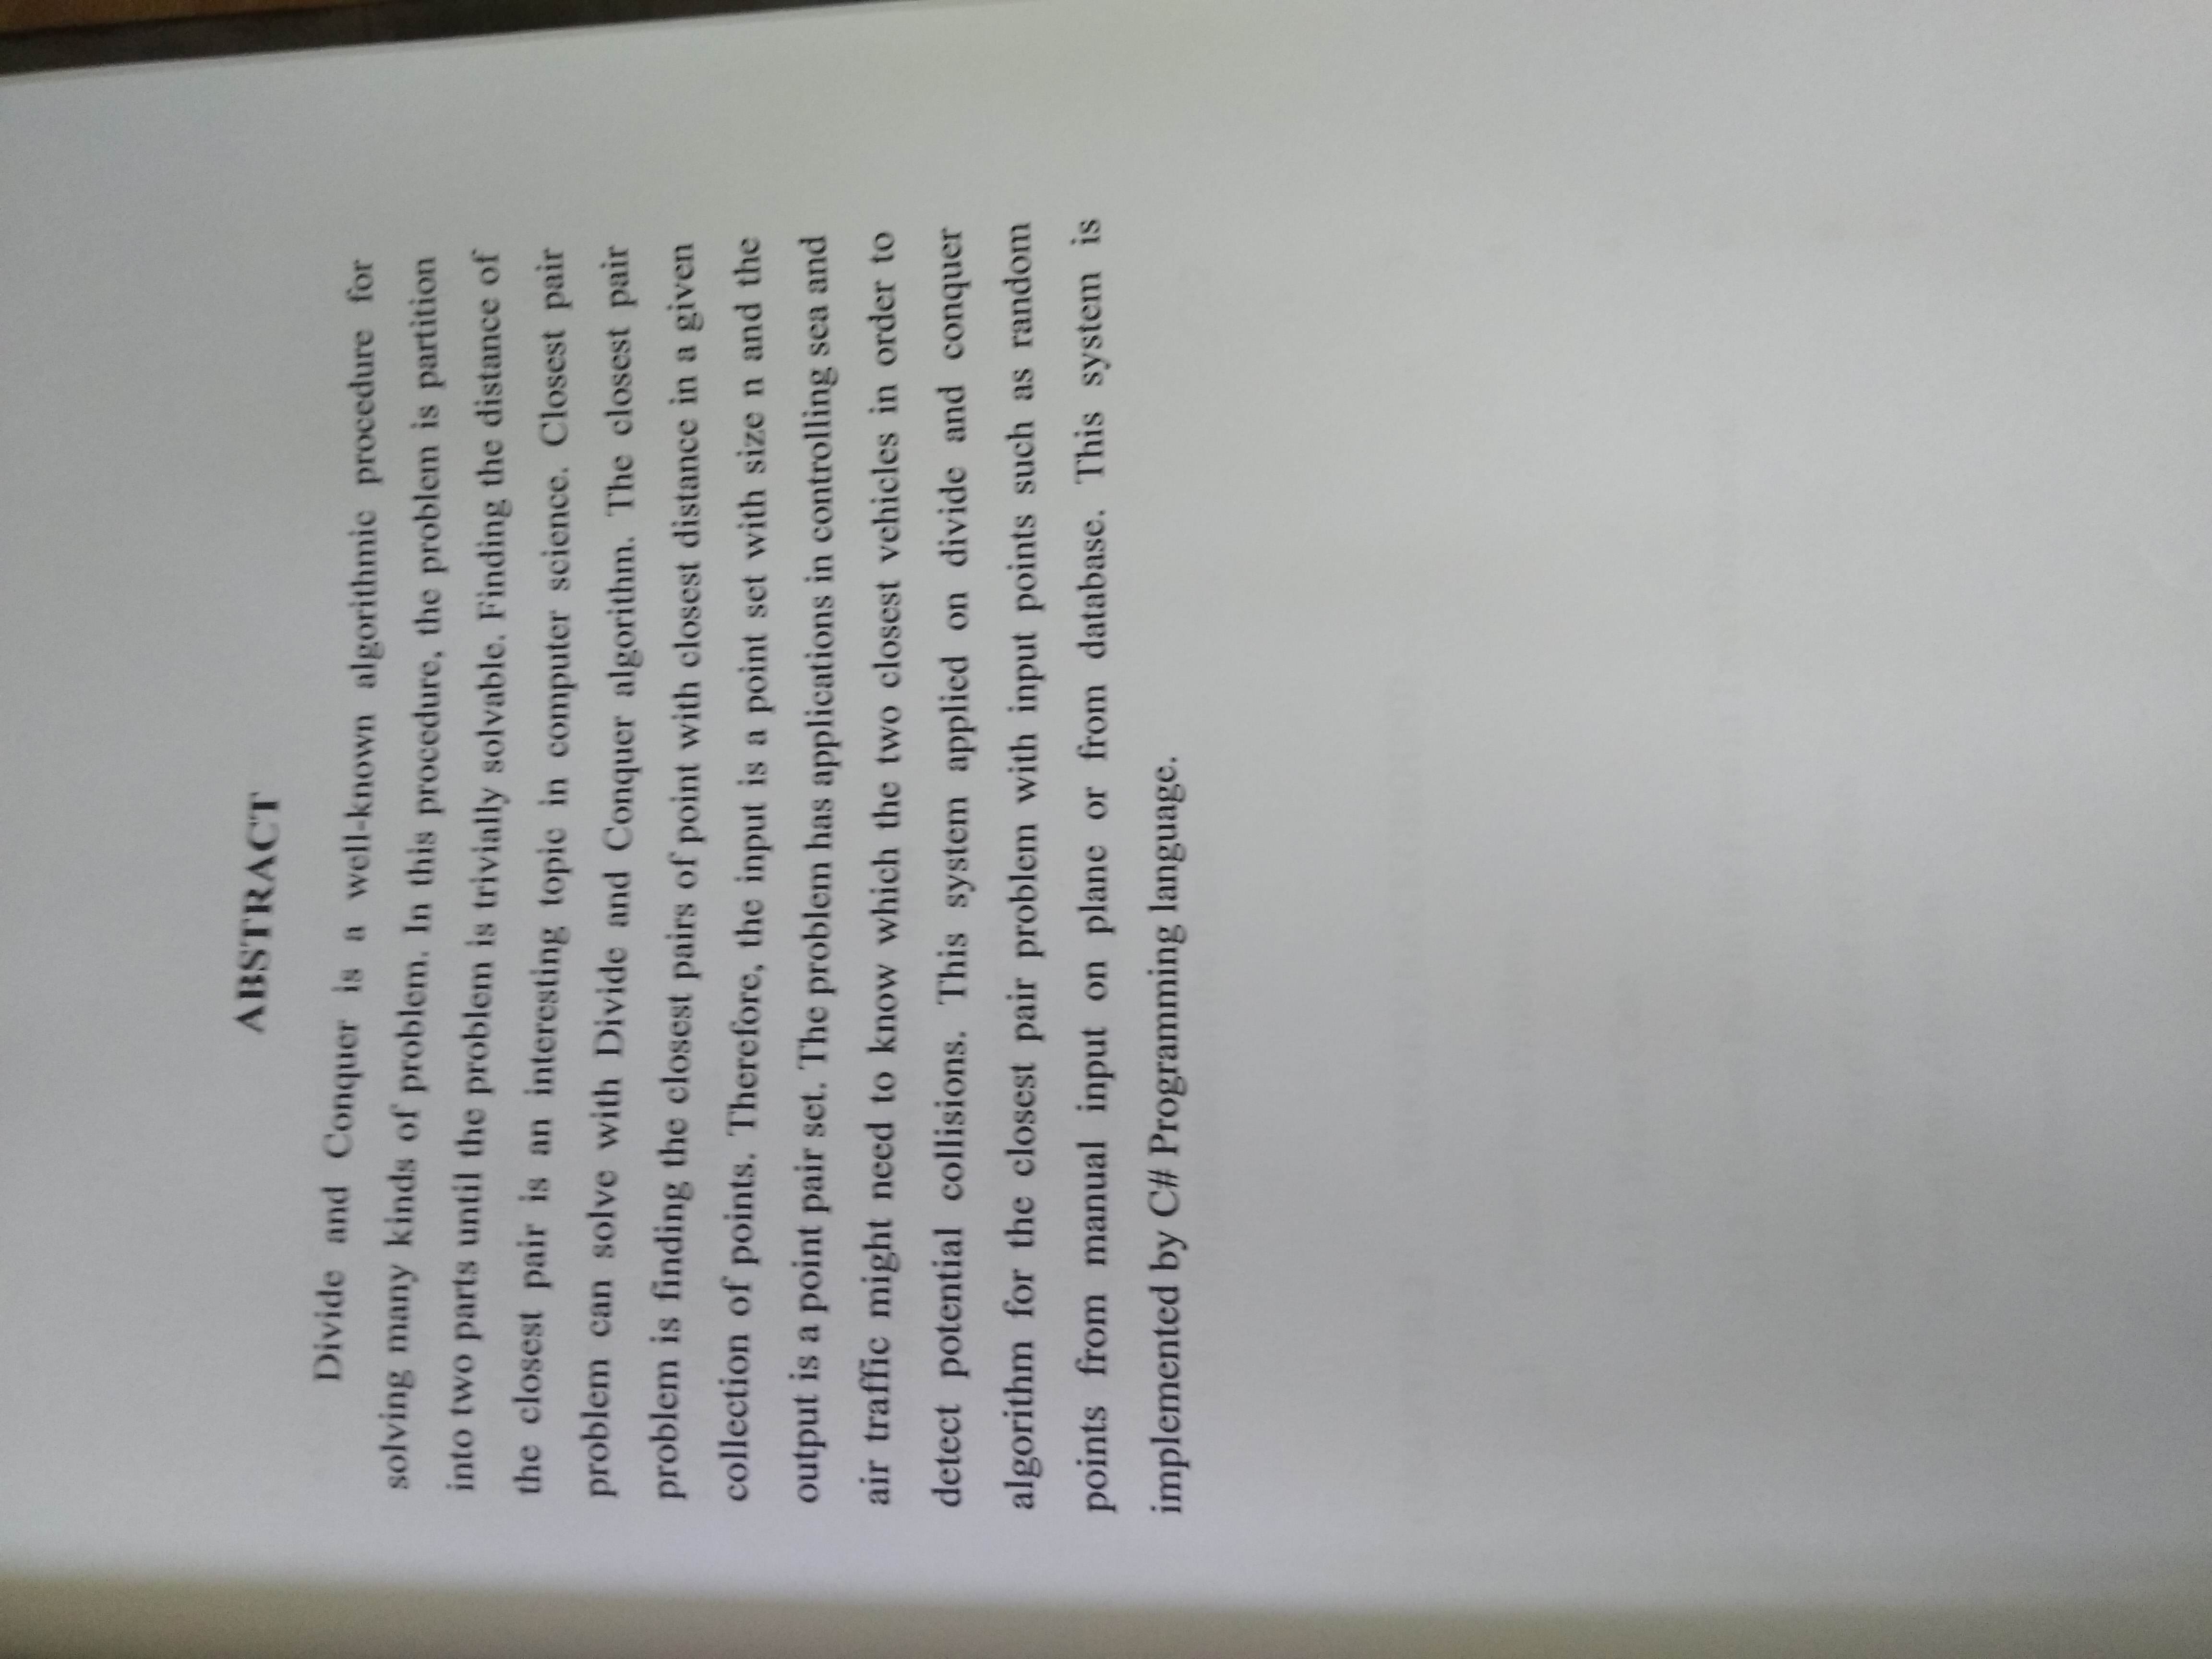 ABSTRACT
Divide and Conquer is a well-known algorithmic procedure for
solving many kinds of problem. In this procedure, the problem is partition
into two parts until the problem is trivially solvable. Finding the distance of
the closest pair is an interesting topic in computer science. Closest pair
problem can solve with Divide and Conquer algorithm. The closest pair
problem is finding the closest pairs of point with closest distance in a given
collection of points. Therefore, the input is a point set with size n and the
output is a point pair set. The problem has applications in controlling sea and
air traffic might need to know which the two closest vehicles in order to
detect potential collisions. This system applied on divide and conquer
algorithm for the closest pair problem with input points such as random
points from manual input on plane or from database. This system is
implemented by C# Programming language.